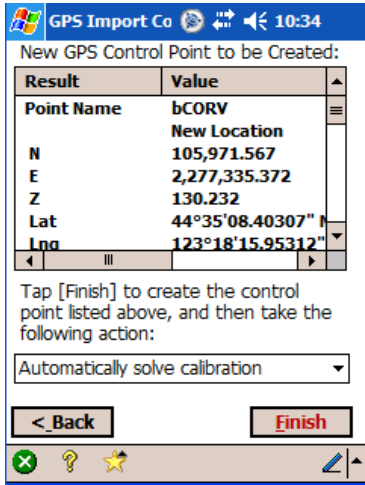 GPS Import Co 10:34
New GPS Control Point to be Created:
Result Value
Point Name bCORV
New Location
N 105,971.567
E 2,277,335.372
Z 130.232
Lat 44°35'08.40307" N
Lng 123°18'15.95312"
Tap [Finish] to create the control
point listed above, and then take the
following action:
Automatically solve calibration
< Back Finish